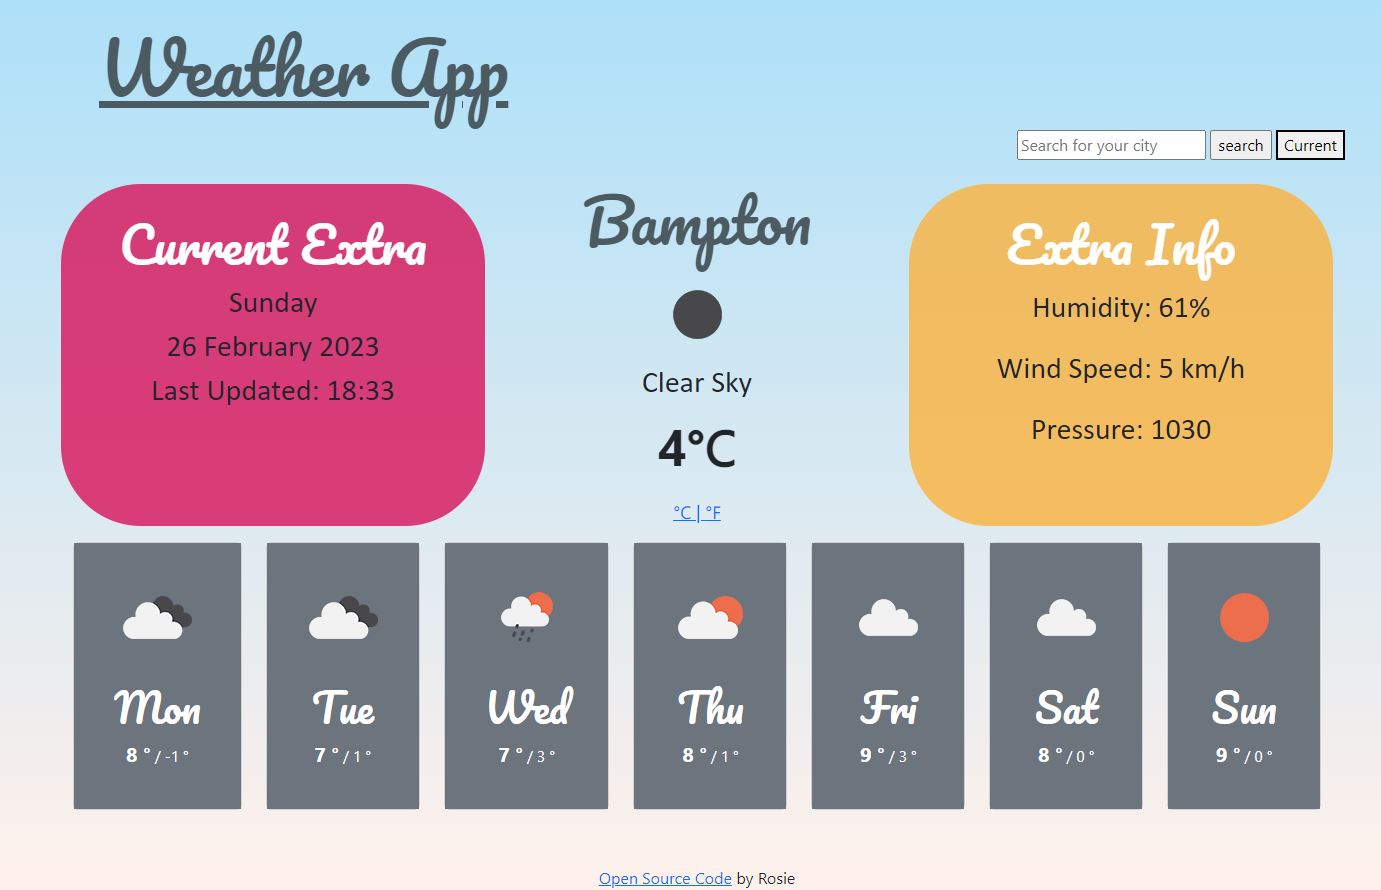 Weather App
Search for your city search Current
Current Extra
Sunday
26 February 2023
Last Updated: 18:33
Bampton
Clear Sky
4°C
°C | °F
Extra Info
Humidity: 61%
Wind Speed: 5 km/h
Pressure: 1030
Mon
8 ° / -1 °
Tue
7 ° / 1 °
Wed
7 ° / 3 °
Thu
8 ° / 1 °
Fri
9 ° / 3 °
Sat
8 ° / 0 °
Sun
9 ° / 0 °
Open Source Code by Rosie